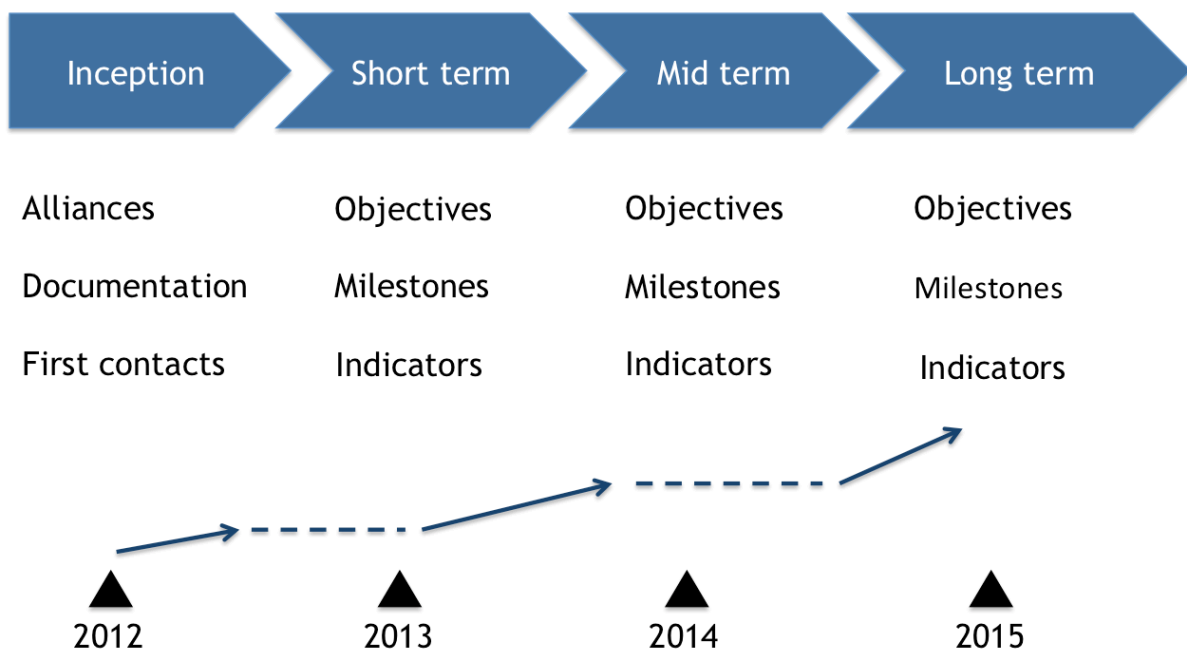 Inception Short term Mid term Long term
Alliances Objectives Objectives Objectives
Documentation Milestones Milestones Milestones
First contacts Indicators Indicators Indicators
2012 2013 2014 2015